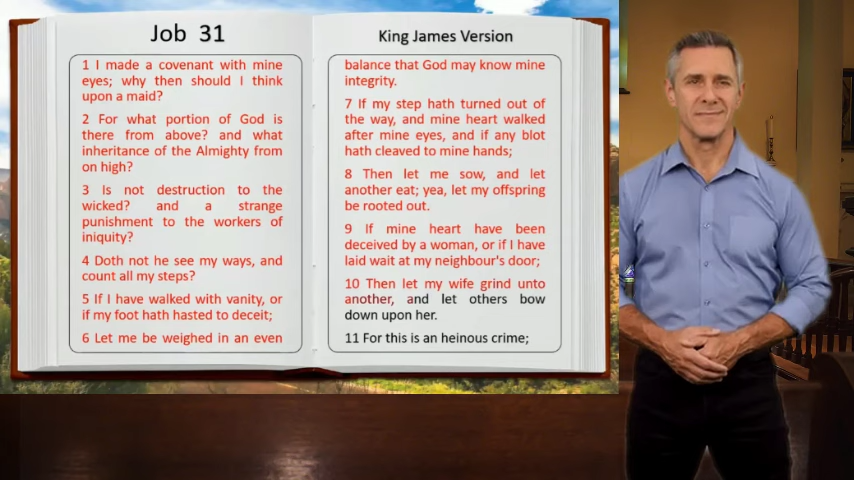 Job 31
1 I made a covenant with mine
eyes; why then should I think
upon a maid?
2 For what portion of God is
there from above? and what
inheritance of the Almighty from
on high?
3 Is not destruction to the
wicked? and a strange
punishment to the workers of
iniquity?
4 Doth not he see my ways, and
count all my steps?
5 If I have walked with vanity, or
if my foot hath hasted to deceit;
6 Let me be weighed in an even
King James Version
balance that God may know mine
integrity.
7 If my step hath turned out of
the way, and mine heart walked
after mine eyes, and if any blot
hath cleaved to mine hands;
8 Then let me sow, and let
another eat; yea, let my offspring
be rooted out.
9 If mine heart have been
deceived by a woman, or if I have
laid wait at my neighbour's door;
10 Then let my wife grind unto
another, and let others bow
down upon her.
11 For this is an heinous crime;